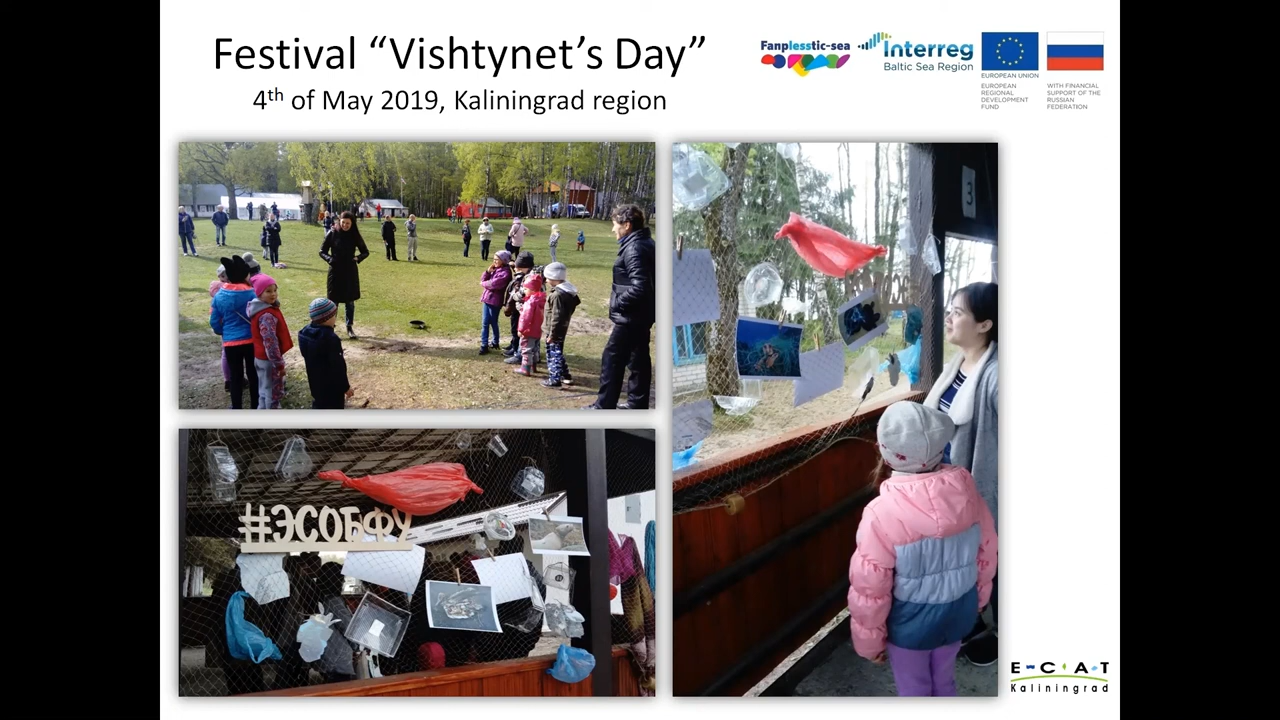 Festival “Vishtynet’s Day”
4th of May 2019, Kaliningrad region
Fanplesstic-sea
Interreg
Baltic Sea Region
EUROPEAN UNION
EUROPEAN
REGIONAL
DEVELOPMENT
FUND
WITH FINANCIAL
SUPPORT OF THE
RUSSIAN
FEDERATION
3
#ЭСОБФУ
E-C-A-T
Kaliningrad